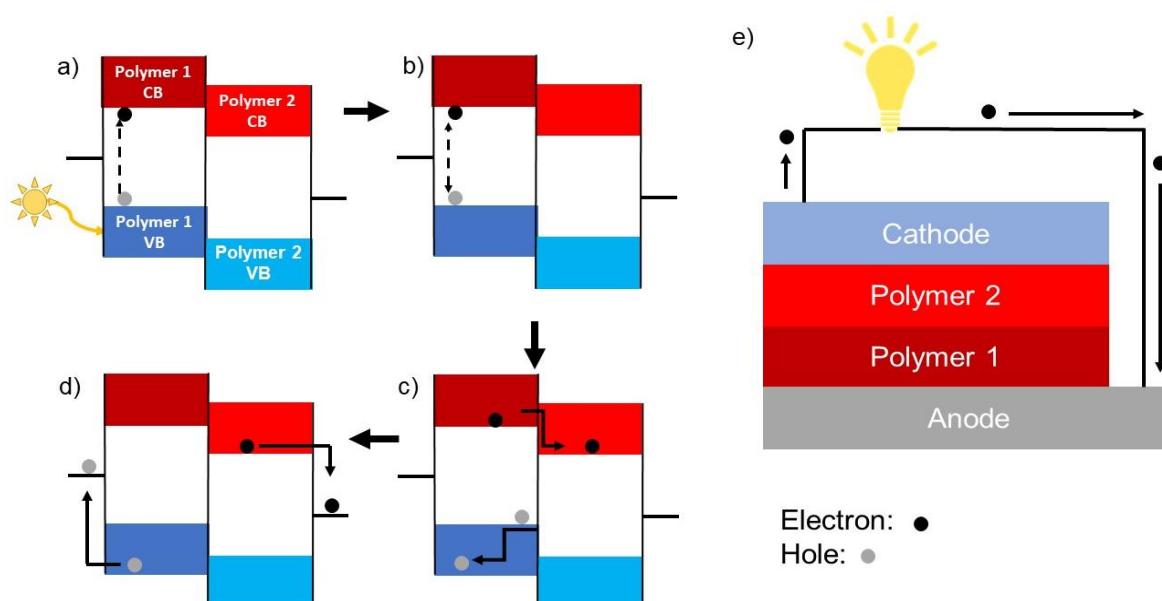 a)
Polymer 1
CB
Polymer 2
CB
Polymer 1
VB
Polymer 2
VB
b)
e)
Cathode
Polymer 2
Polymer 1
Anode
d)
c)
Electron:
Hole: